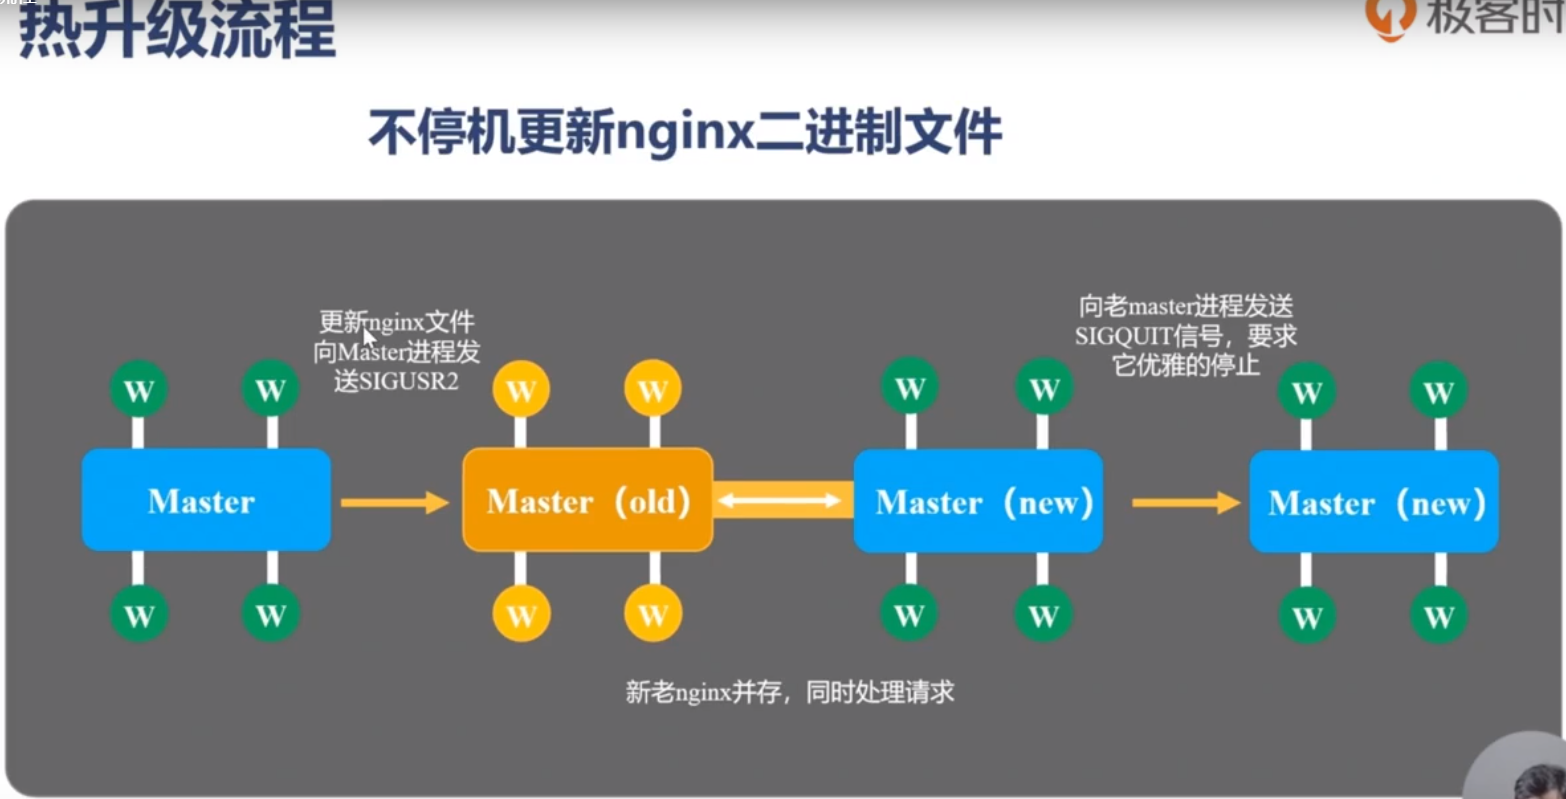 热升级流程
极客时
不停机更新nginx二进制文件
更新nginx文件
向Master进程发
送SIGUSR2
向老master进程发送
SIGQUIT信号，要求
它优雅的停止
W W W W W W W W
Master Master（old） Master（new） Master（new）
W W W W W W W W
新老nginx并存，同时处理请求